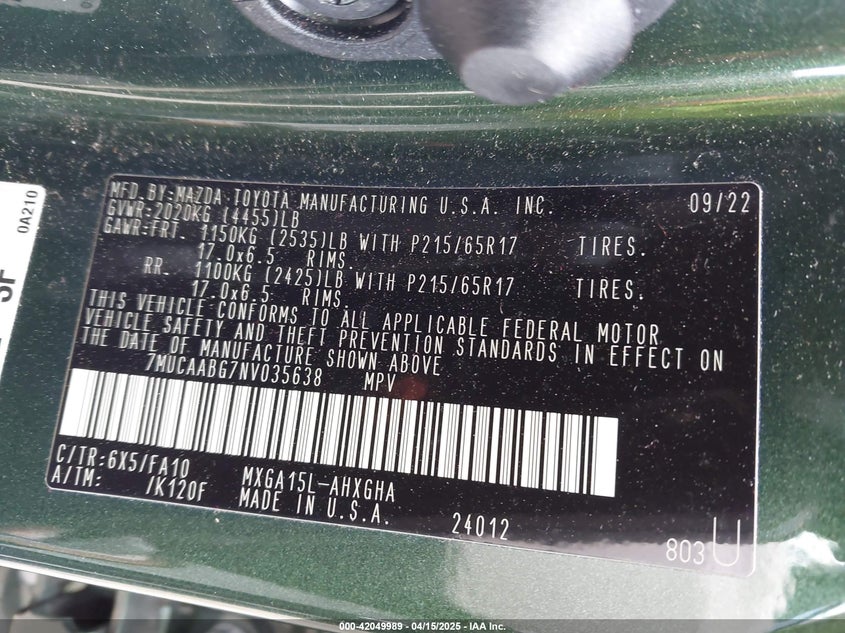 MFD BY:MAZDA TOYOTA MANUFACTURING U.S.A. INC. 09/22
GVWR:2020KG (4455)LB
GAWR:FRT. 1150KG (2535)LB WITH P215/65R17 TIRES.
17.0x6.5 RIMS.
RR. 1100KG (2425)LB WITH P215/65R17 TIRES.
17.0x6.5 RIMS.
THIS VEHICLE CONFORMS TO ALL APPLICABLE FEDERAL MOTOR
VEHICLE SAFETY AND THEFT PREVENTION STANDARDS IN EFFECT ON
THE DATE OF MANUFACTURE SHOWN ABOVE
7MUCAABG7NV035638 MPV
C/TR:6X5/FA10 MXGA15L-AHXGHA
A/TM: /K120F MADE IN U.S.A. 24012
803 U
0A210
000-42049989 - 04/15/2025 - IAA Inc.